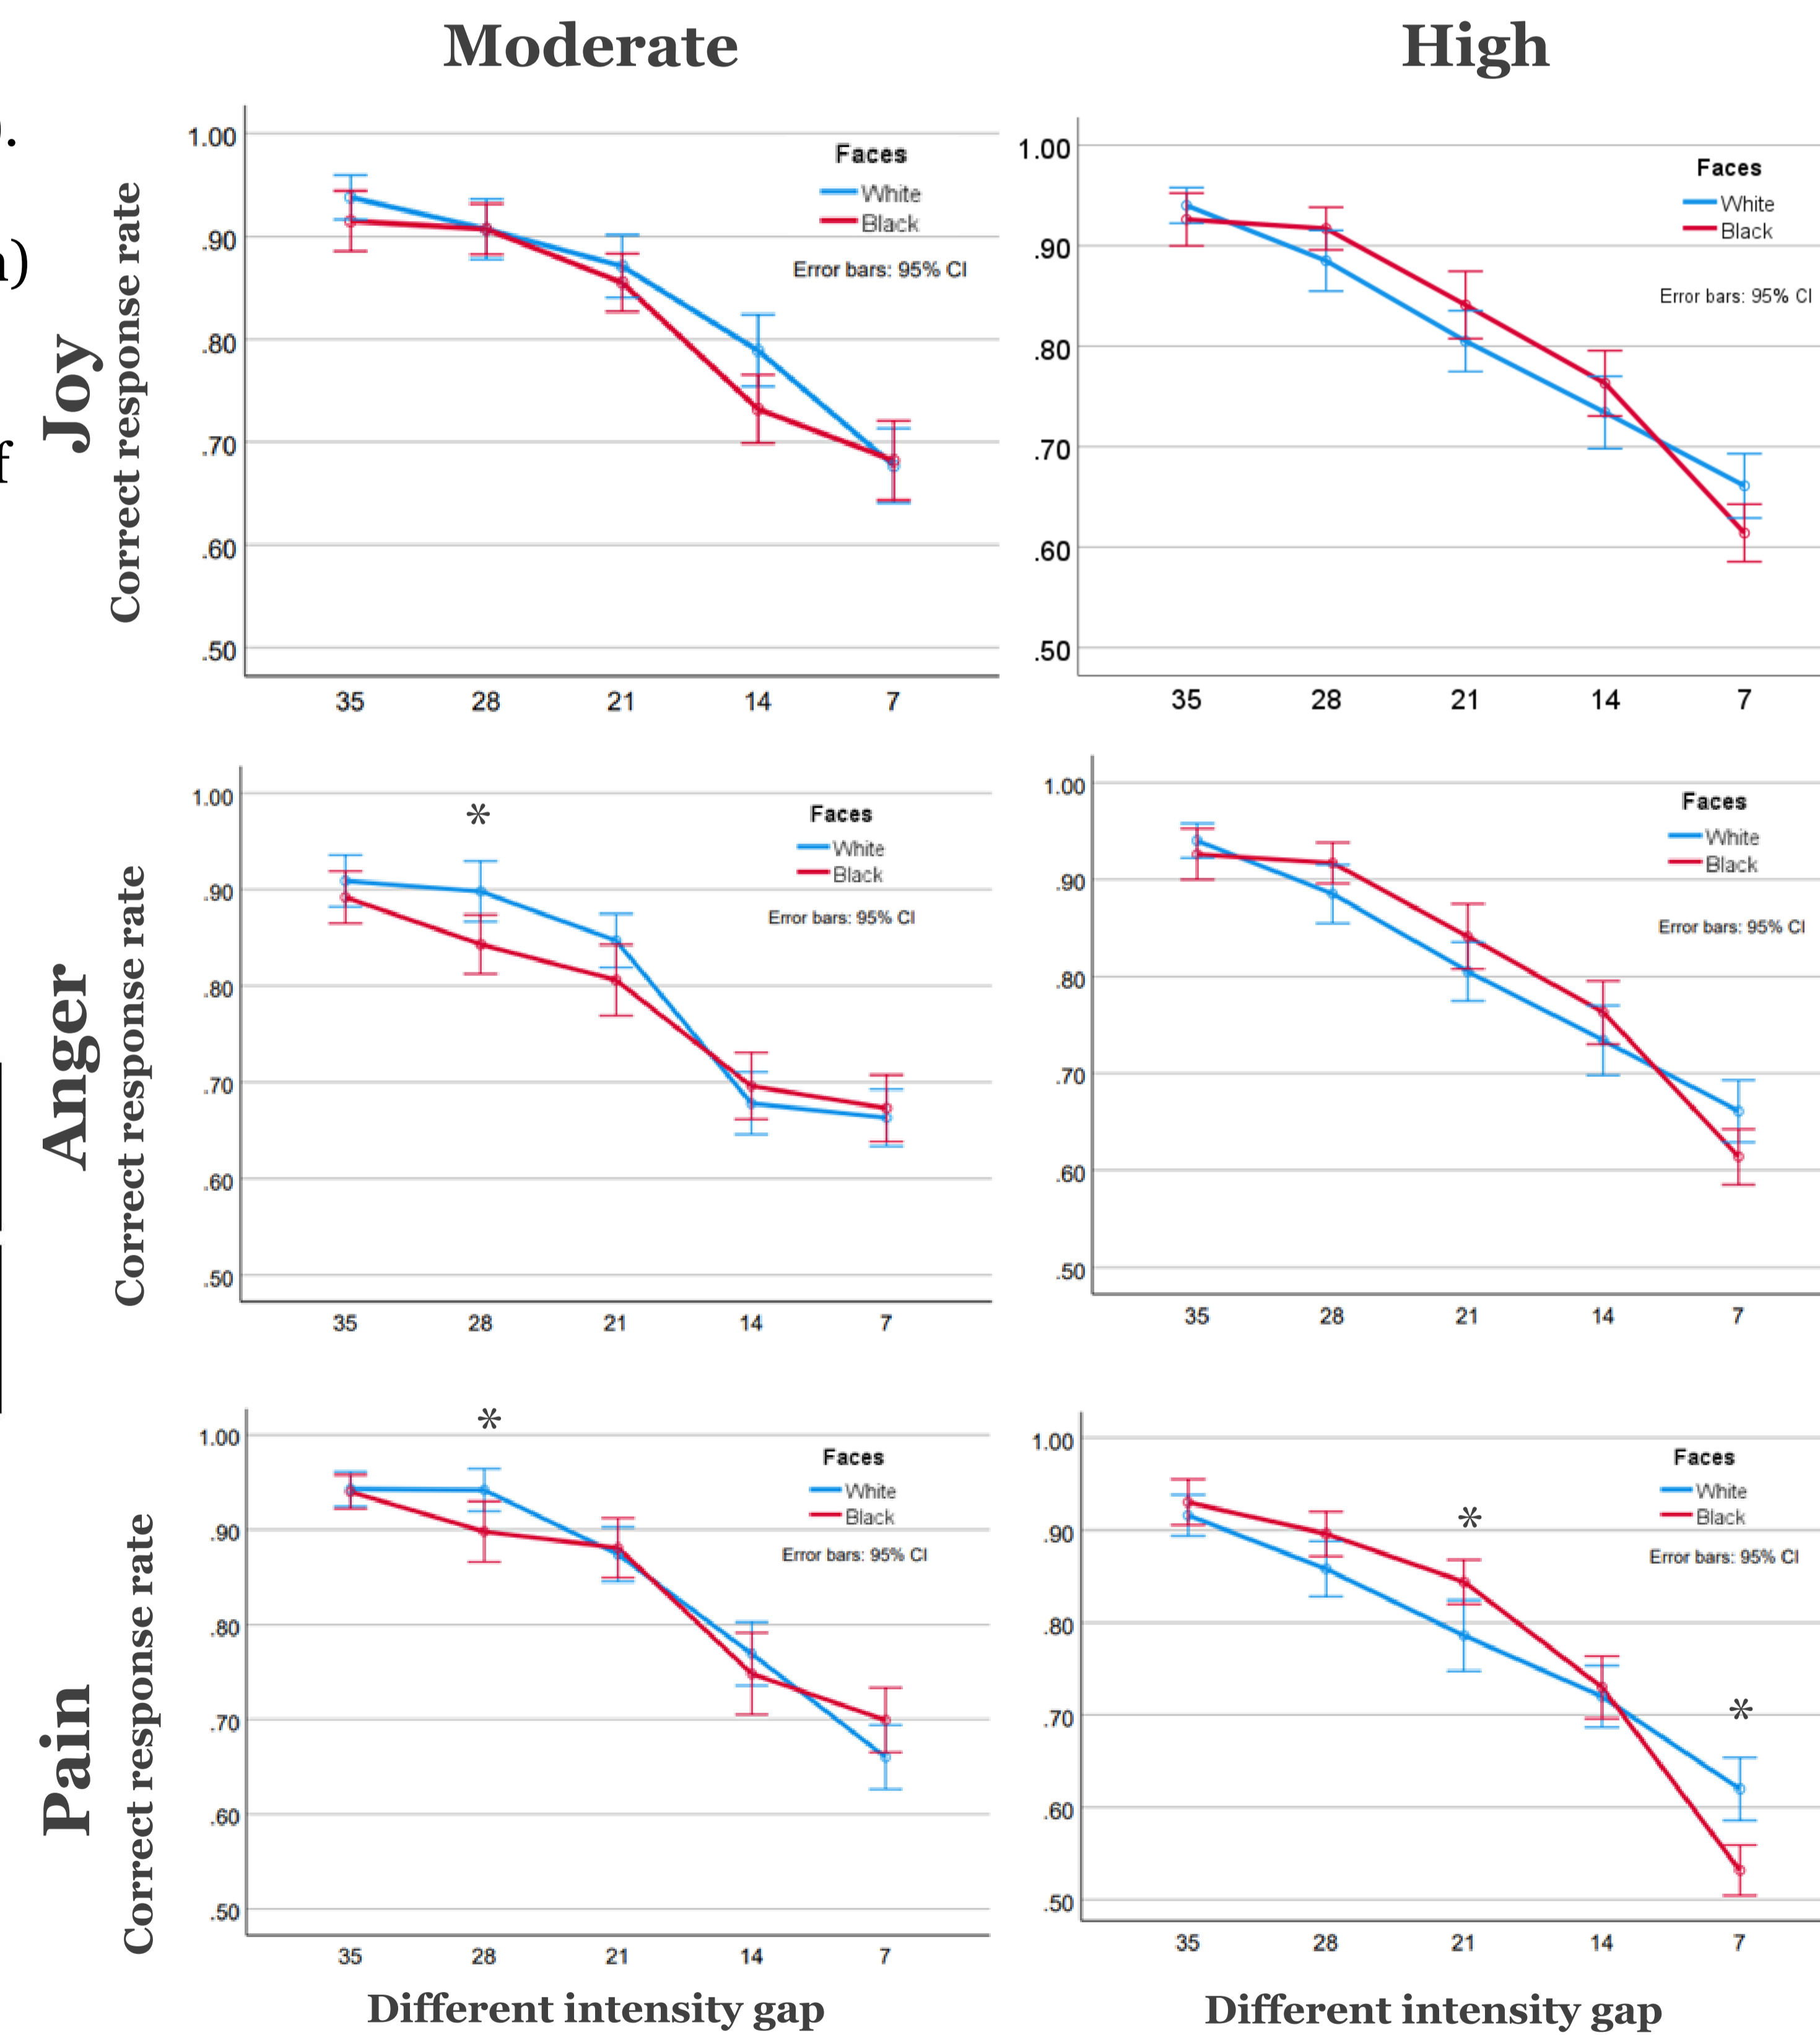 Moderate
High
).
)
f
Joy
Correct response rate
1.00
.90
.80
.70
.60
.50
Faces
White
Black
Error bars: 95% CI
35 28 21 14 7
Correct response rate
1.00
.90
.80
.70
.60
.50
Faces
White
Black
Error bars: 95% CI
35 28 21 14 7
Anger
Correct response rate
1.00
.90
.80
.70
.60
.50
*
Faces
White
Black
Error bars: 95% CI
35 28 21 14 7
1.00
.90
.80
.70
.60
.50
Faces
White
Black
Error bars: 95% CI
35 28 21 14 7
Pain
Correct response rate
1.00
.90
.80
.70
.60
.50
*
Faces
White
Black
Error bars: 95% CI
35 28 21 14 7
Different intensity gap
1.00
.90
.80
.70
.60
.50
*
*
Faces
White
Black
Error bars: 95% CI
35 28 21 14 7
Different intensity gap